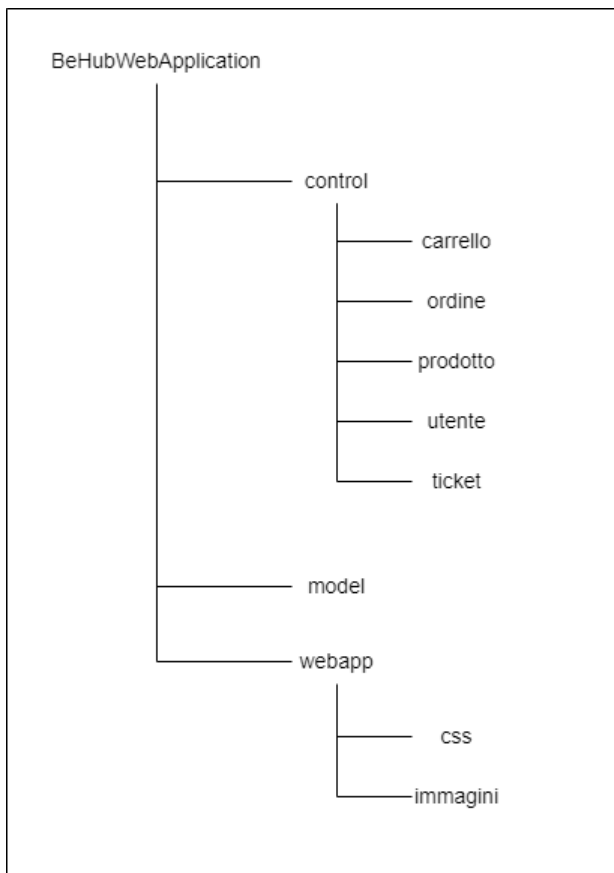 BeHubWebApplication
control
carrello
ordine
prodotto
utente
ticket
model
webapp
css
immagini